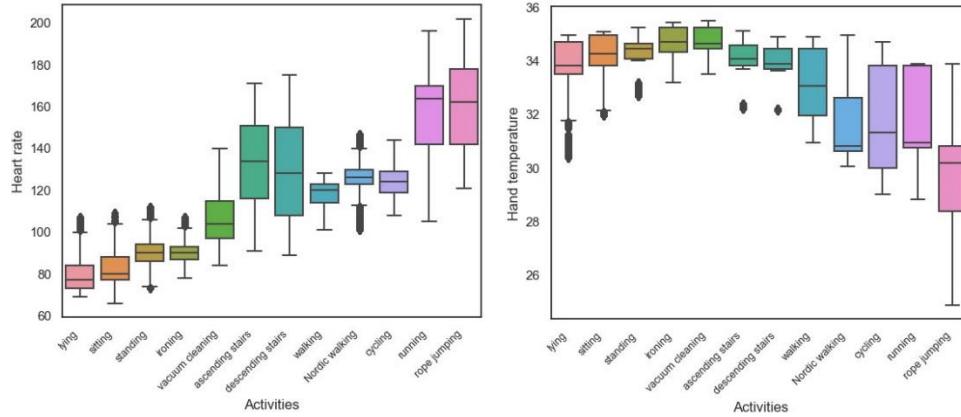 Heart rate
200
180
160
140
120
100
80
60
lying
sitting
standing
ironing
vacuum cleaning
ascending stairs
descending stairs
walking
Nordic walking
cycling
running
rope jumping
Activities
Hand temperature
36
34
32
30
28
26
lying
sitting
standing
ironing
vacuum cleaning
ascending stairs
descending stairs
walking
Nordic walking
cycling
running
rope jumping
Activities